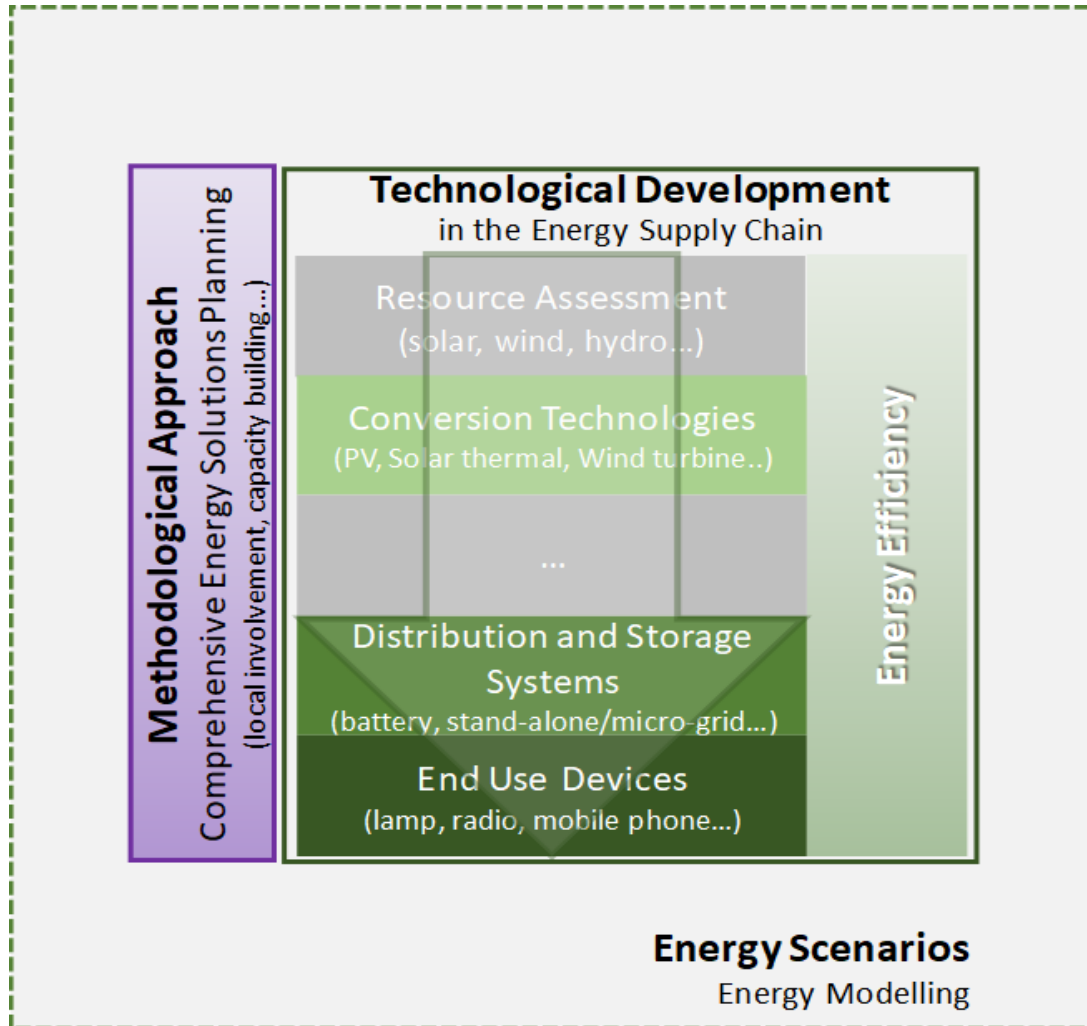 Methodological Approach
Comprehensive Energy Solutions Planning
(local involvement, capacity building...)
Technological Development
in the Energy Supply Chain
Resource Assessment
(solar, wind, hydro...)
Conversion Technologies
(PV, Solar thermal, Wind turbine..)
...
Distribution and Storage
Systems
(battery, stand-alone/micro-grid...)
End Use Devices
(lamp, radio, mobile phone...)
Energy Efficiency
Energy Scenarios
Energy Modelling